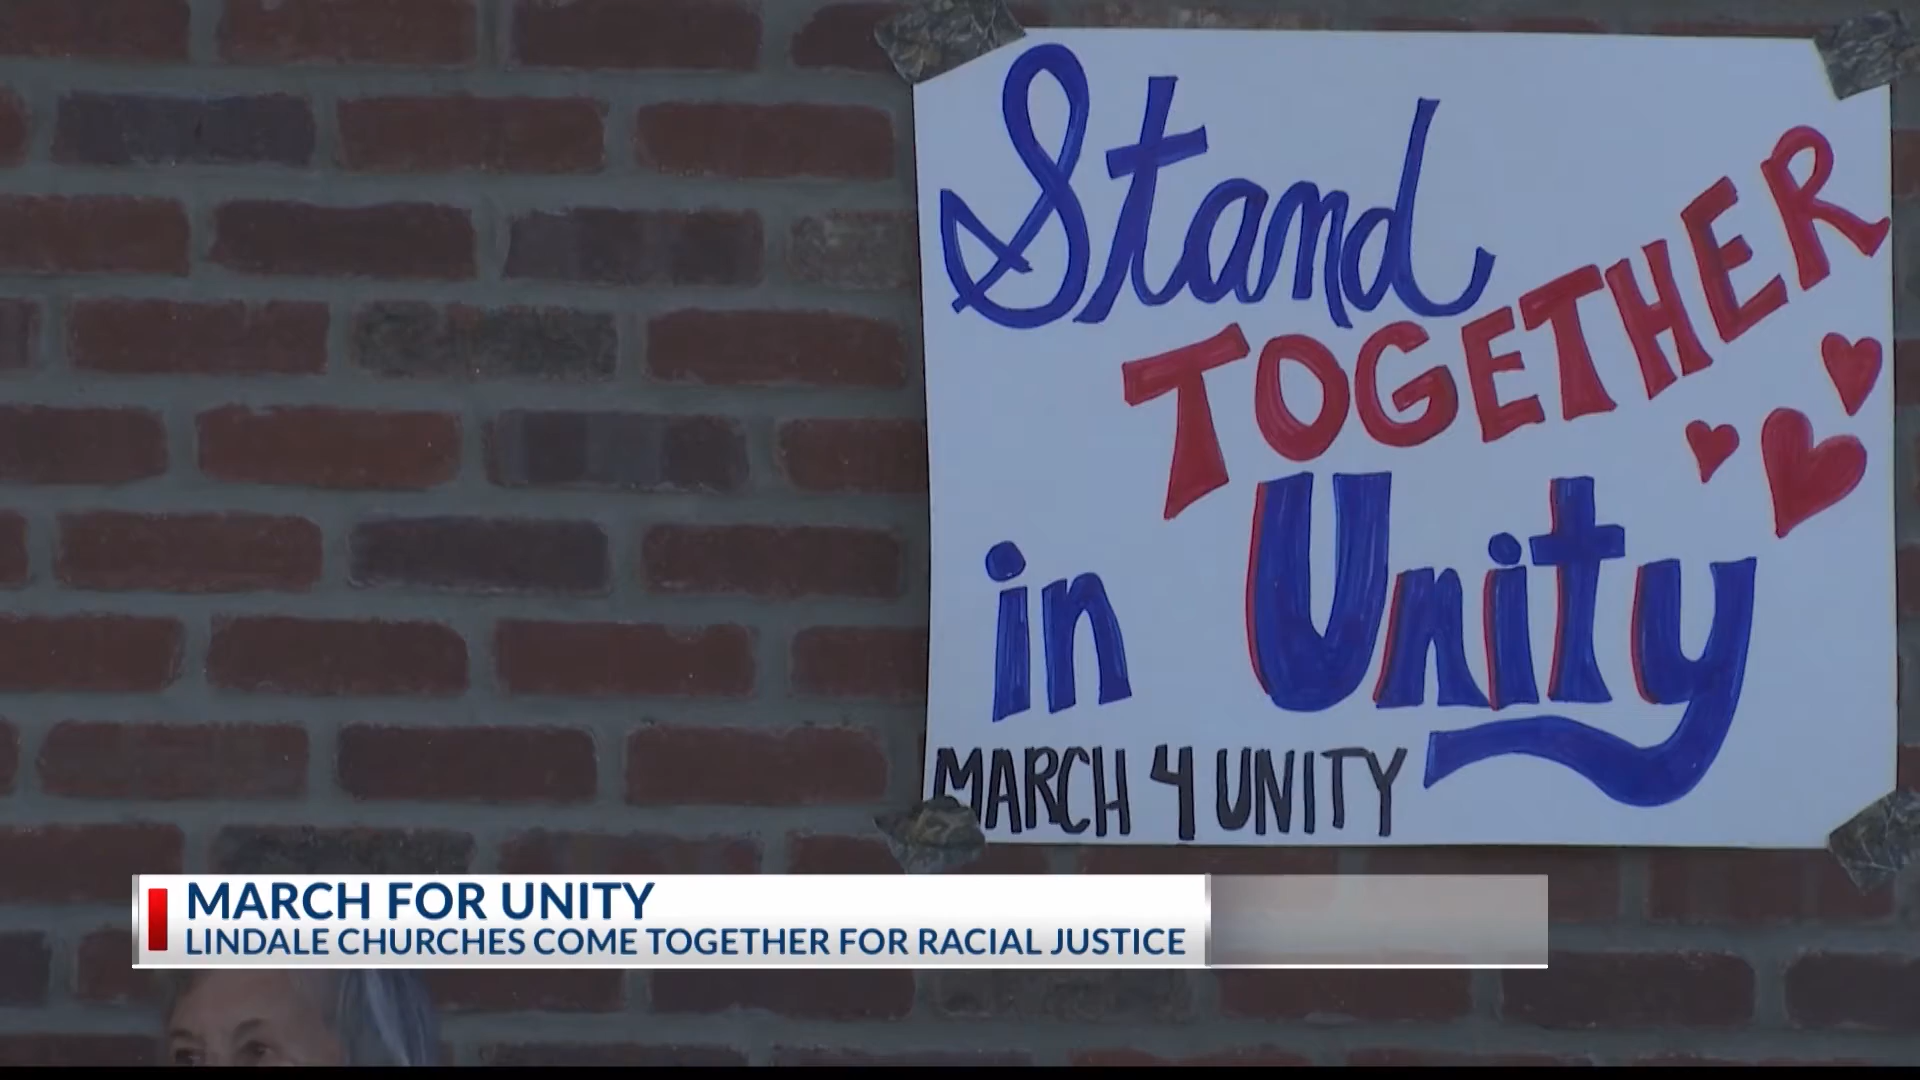 Stand
TOGETHER
in Unity
MARCH 4 UNITY
MARCH FOR UNITY
LINDALE CHURCHES COME TOGETHER FOR RACIAL JUSTICE